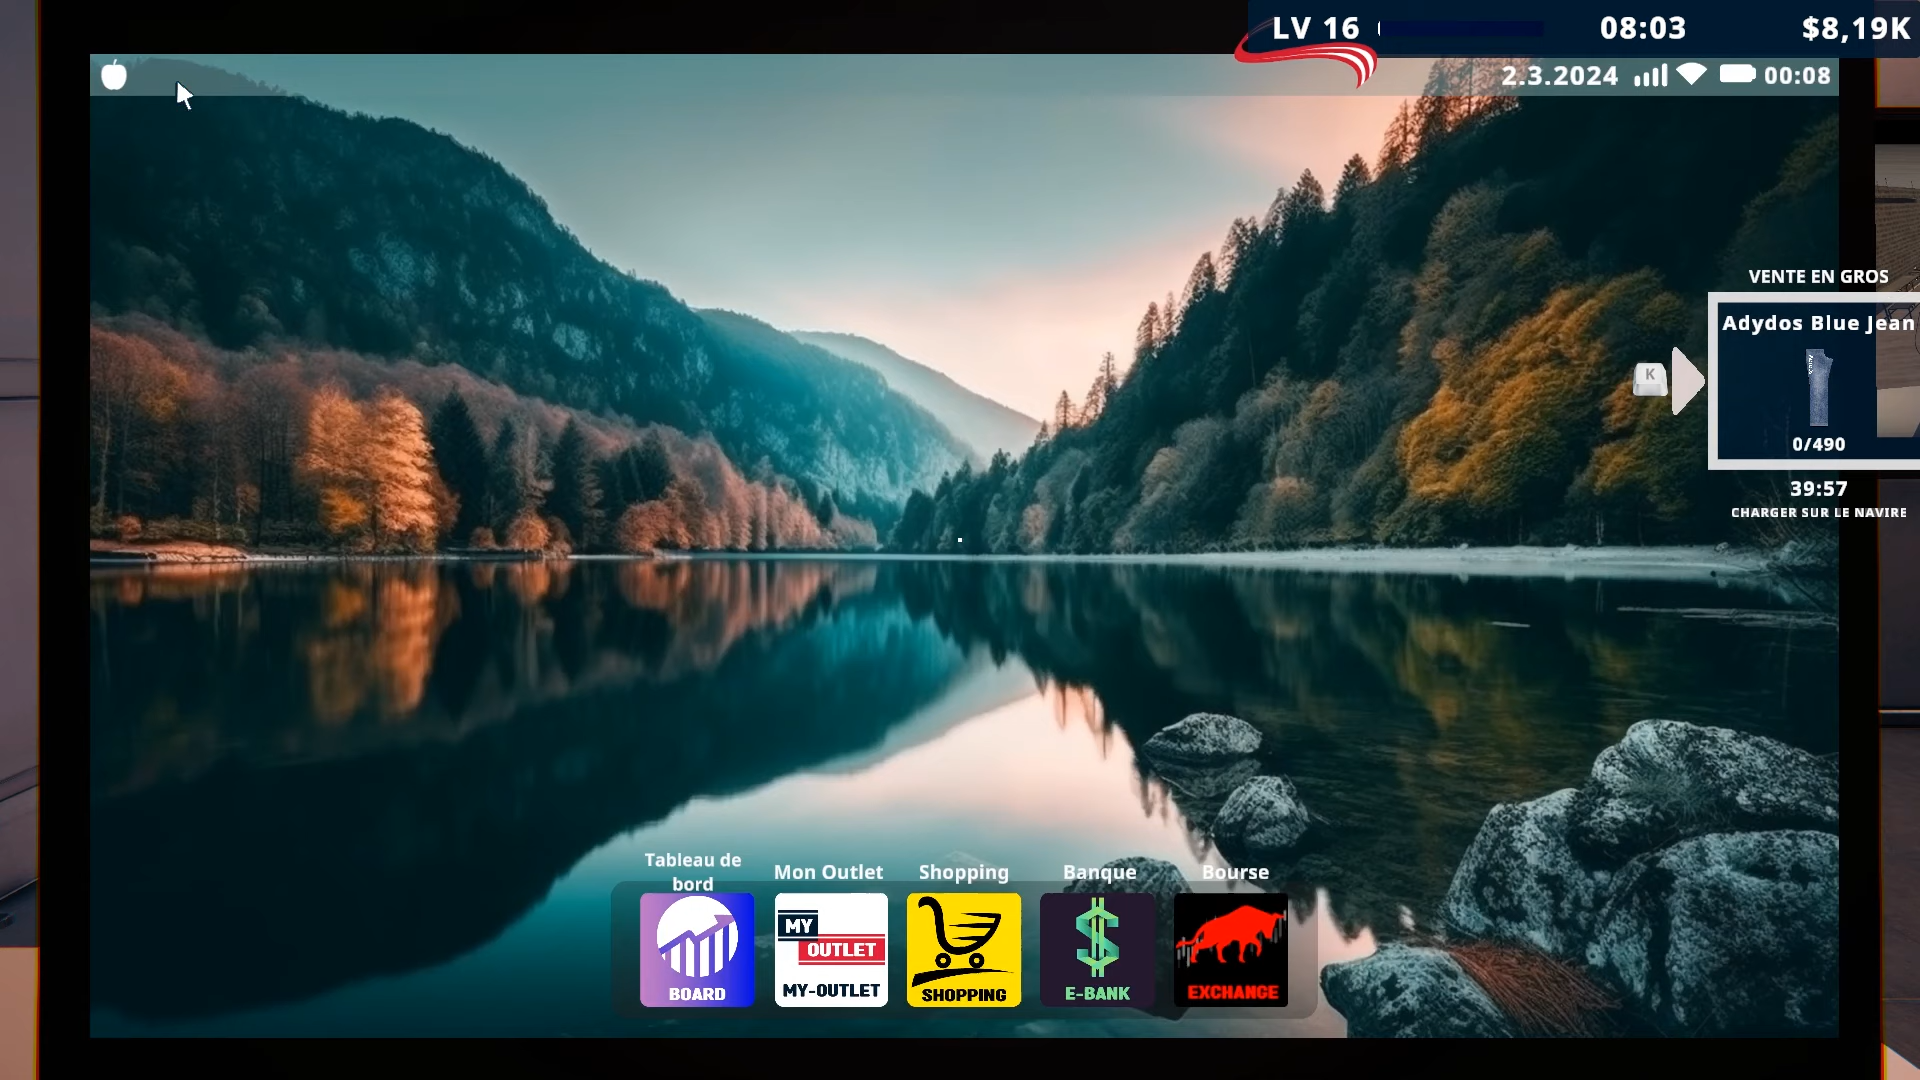 LV 16
08:03
$8,19K
2.3.2024
00:08
VENTE EN GROS
Adydos Blue Jean
K
0/490
39:57
CHARGER SUR LE NAVIRE
Tableau de
bord
Mon Outlet
Shopping
Banque
Bourse
BOARD
MY
OUTLET
MY-OUTLET
SHOPPING
E-BANK
EXCHANGE